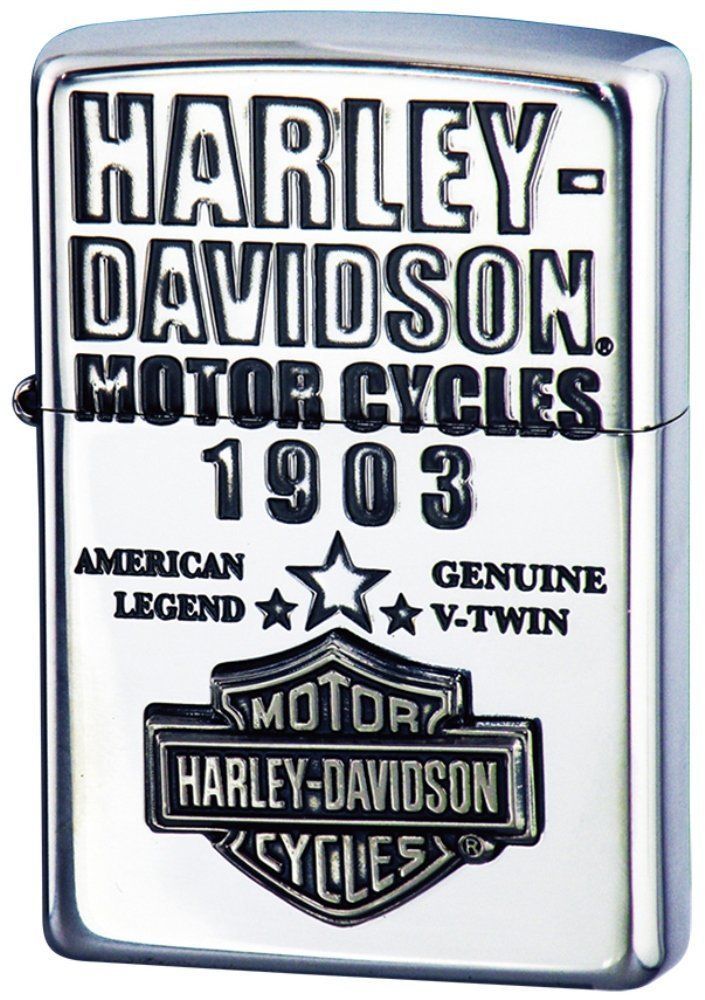 HARLEY-
DAVIDSON®
MOTOR CYCLES
1903
AMERICAN
LEGEND
GENUINE
V-TWIN
MOTOR
HARLEY-DAVIDSON
CYCLES®